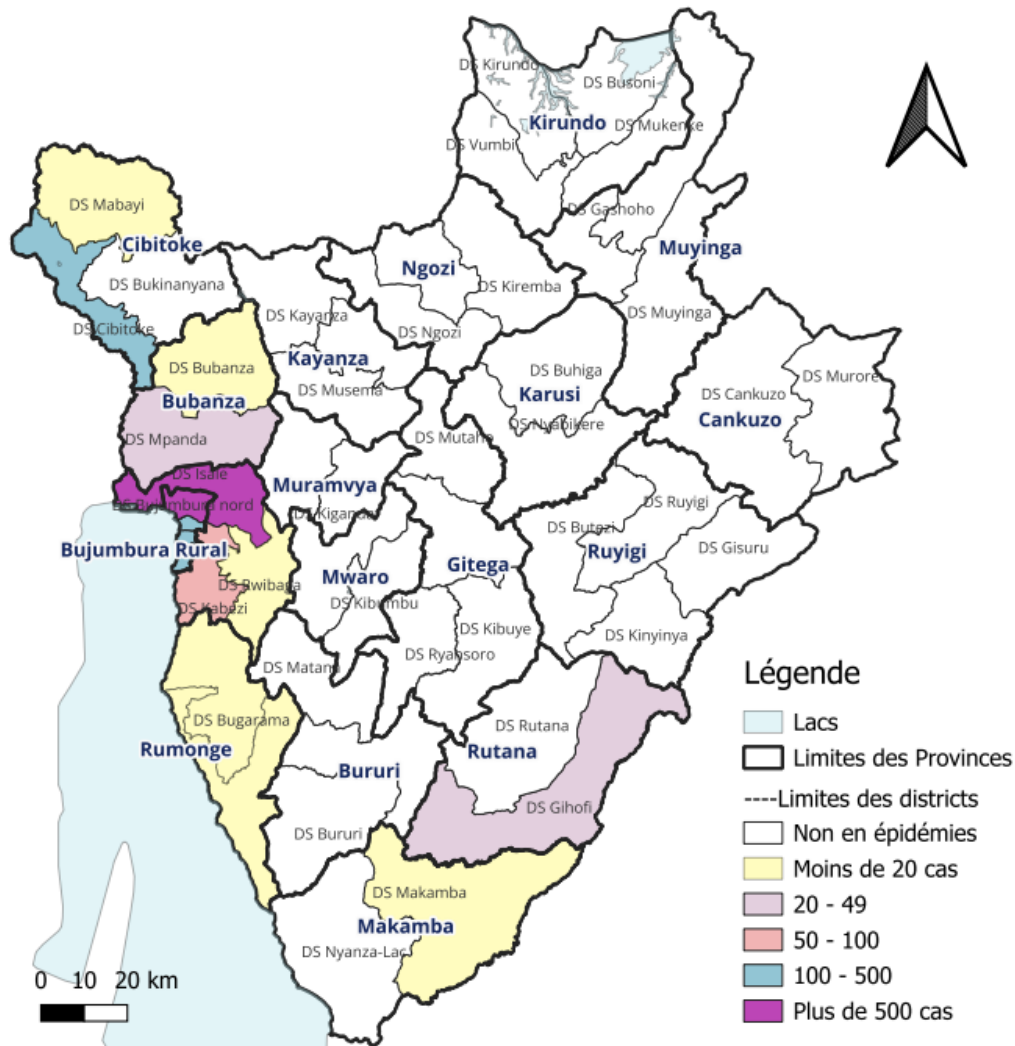 DS Kirundo
DS Busoni
Kirundo
DS Mukenke
DS Vumbi
DS Mabayi
DS Gashoho
Cibitoke
Muyinga
Ngozi
DS Bukinanyana
DS Kiremba
DS Kayanza
DS Muyinga
DS Cibitoke
DS Ngozi
Kayanza
DS Bubanza
DS Buhiga
DS Murore
DS Musema
Karusi
DS Cankuzo
Bubanza
Cankuzo
DS Nyabikere
DS Mpanda
DS Mutaho
DS Isale
Muramvya
DS Ruyigi
DS Bujumbura nord
DS Kiganda
DS Butezi
Bujumbura Rural
Ruyigi
DS Gisuru
Gitega
Mwaro
DS Rwibaga
DS Kibumbu
DS Kabezi
DS Kibuye
DS Kinyinya
DS Ryansoro
DS Matana
Légende
DS Bugarama
DS Rutana
Lacs
Rumonge
Rutana
Limites des Provinces
Bururi
Limites des districts
DS Gihofi
DS Bururi
Non en épidémies
Moins de 20 cas
DS Makamba
20 - 49
Makamba
50 - 100
DS Nyanza-Lac
0 10 20 km
100 - 500
Plus de 500 cas